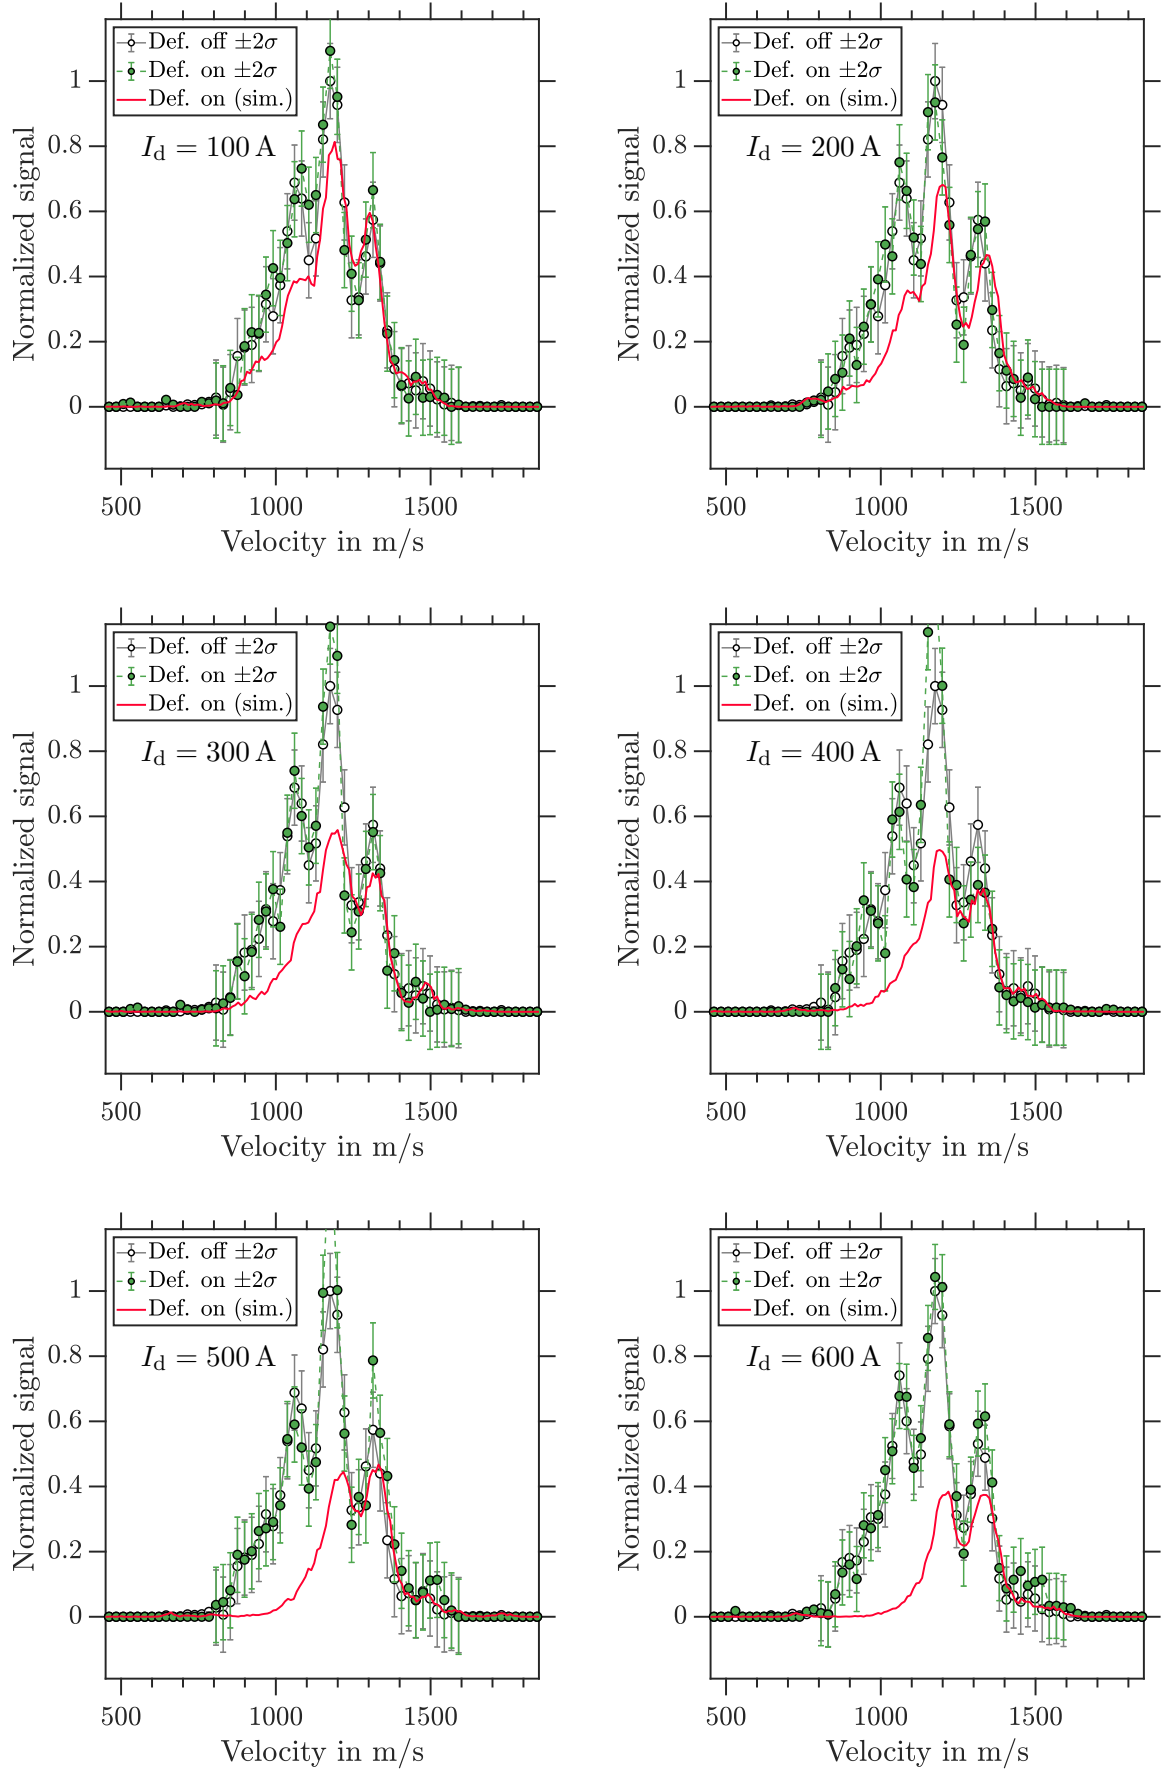 Def. off ±2σ
Def. on ±2σ
Def. on (sim.)
I_d = 100 A
Normalized signal
1
0.8
0.6
0.4
0.2
0
500 1000 1500
Velocity in m/s
Def. off ±2σ
Def. on ±2σ
Def. on (sim.)
I_d = 200 A
Normalized signal
1
0.8
0.6
0.4
0.2
0
500 1000 1500
Velocity in m/s
Def. off ±2σ
Def. on ±2σ
Def. on (sim.)
I_d = 300 A
Normalized signal
1
0.8
0.6
0.4
0.2
0
500 1000 1500
Velocity in m/s
Def. off ±2σ
Def. on ±2σ
Def. on (sim.)
I_d = 400 A
Normalized signal
1
0.8
0.6
0.4
0.2
0
500 1000 1500
Velocity in m/s
Def. off ±2σ
Def. on ±2σ
Def. on (sim.)
I_d = 500 A
Normalized signal
1
0.8
0.6
0.4
0.2
0
500 1000 1500
Velocity in m/s
Def. off ±2σ
Def. on ±2σ
Def. on (sim.)
I_d = 600 A
Normalized signal
1
0.8
0.6
0.4
0.2
0
500 1000 1500
Velocity in m/s